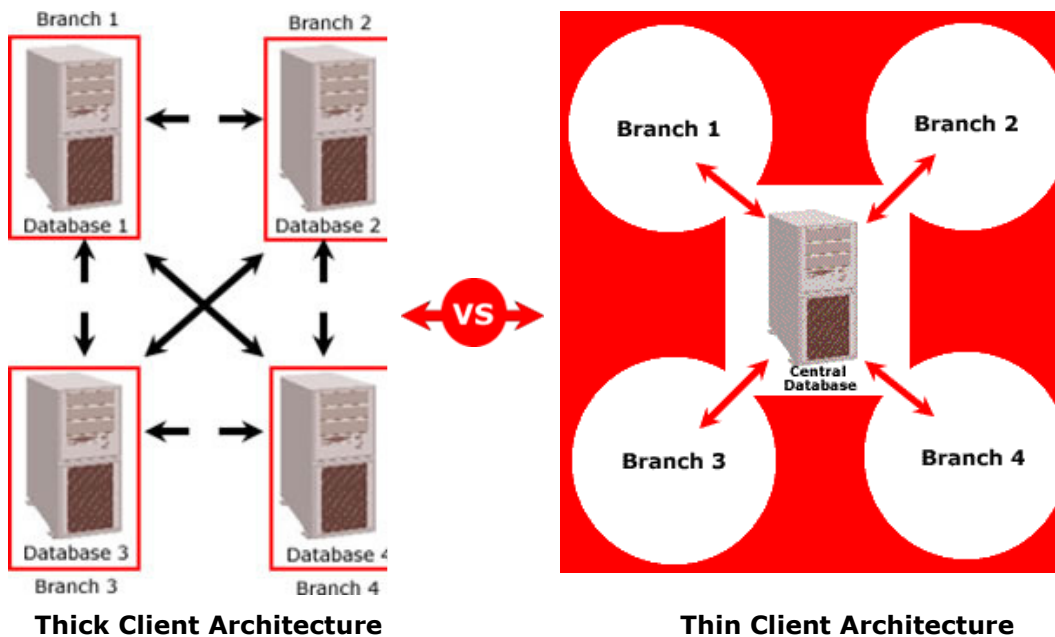 Branch 1
Branch 2
Database 1
Database 2
Database 3
Database 4
Branch 3
Branch 4
Thick Client Architecture
VS
Branch 1
Branch 2
Central
Database
Branch 3
Branch 4
Thin Client Architecture